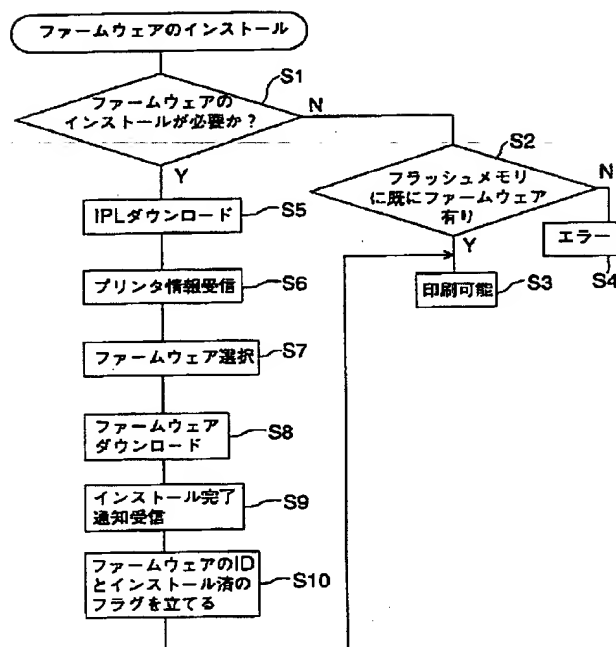 ファームウェアのインストール
S1
ファームウェアの
インストールが必要か？
N
Y
S2
フラッシュメモリ
に既にファームウェア
有り
N
Y
エラー
S4
印刷可能
S3
IPLダウンロード
S5
プリンタ情報受信
S6
ファームウェア選択
S7
ファームウェア
ダウンロード
S8
インストール完了
通知受信
S9
ファームウェアのID
とインストール済の
フラグを立てる
S10